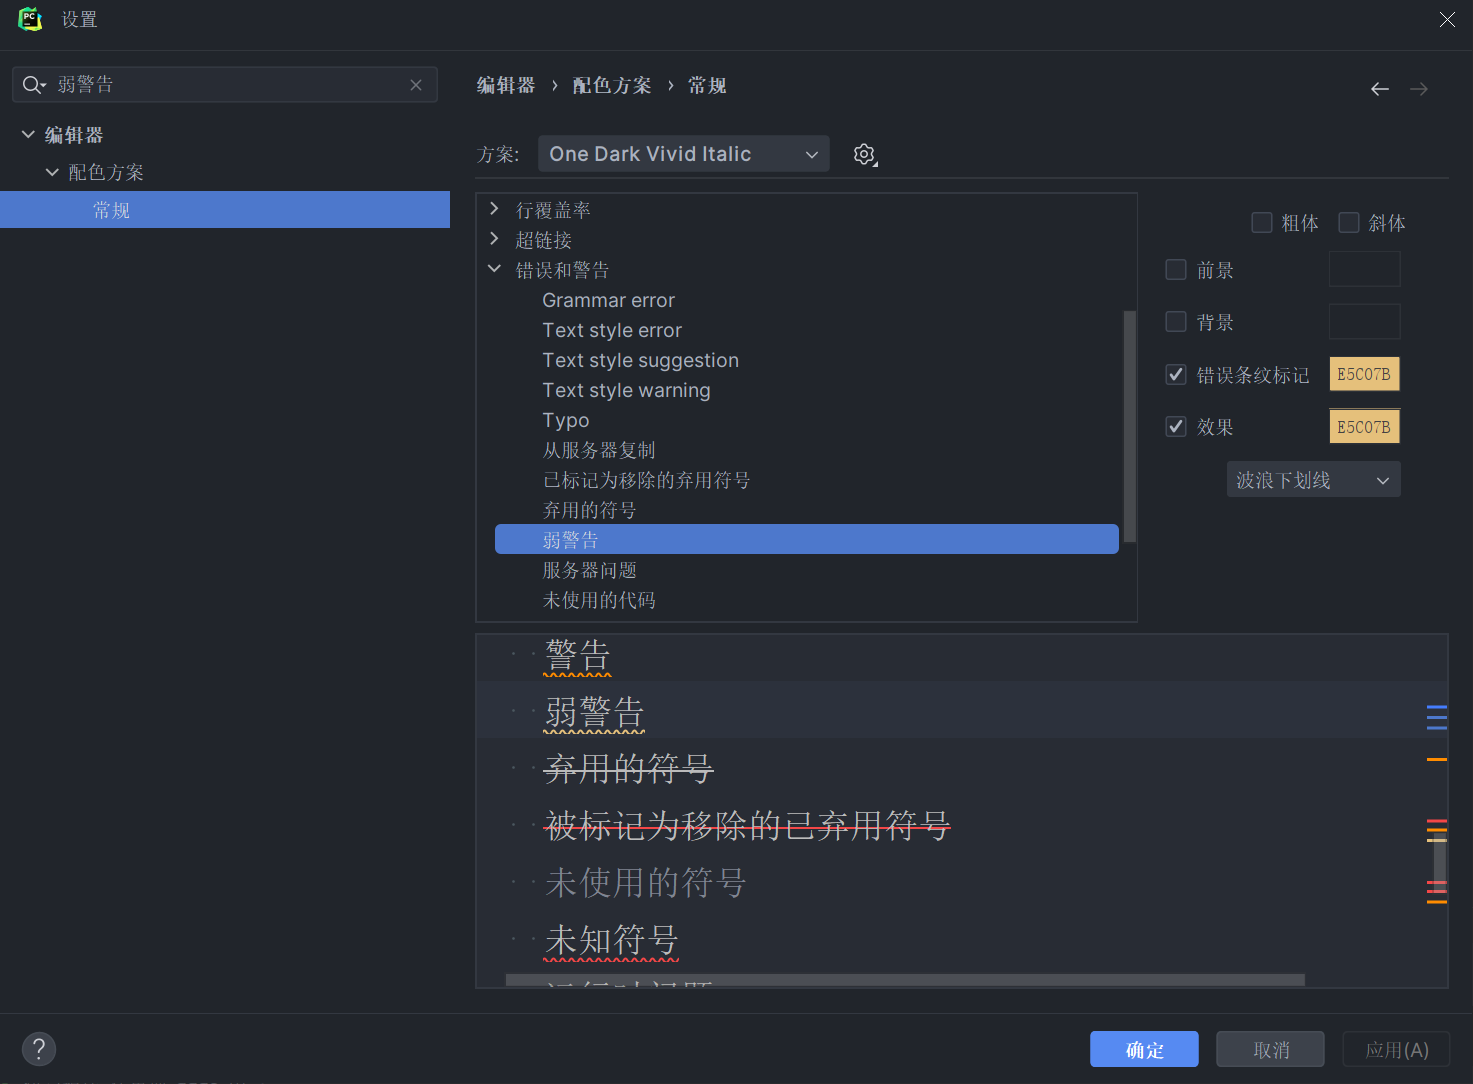 设置
弱警告
编辑器
配色方案
常规
编辑器 › 配色方案 › 常规
方案: One Dark Vivid Italic
行覆盖率
超链接
错误和警告
Grammar error
Text style error
Text style suggestion
Text style warning
Typo
从服务器复制
已标记为移除的弃用符号
弃用的符号
弱警告
服务器问题
未使用的代码
粗体 斜体
前景
背景
错误条纹标记 E5C07B
效果 E5C07B
波浪下划线
警告
弱警告
弃用的符号
被标记为移除的已弃用符号
未使用的符号
未知符号
? 确定 取消 应用(A)